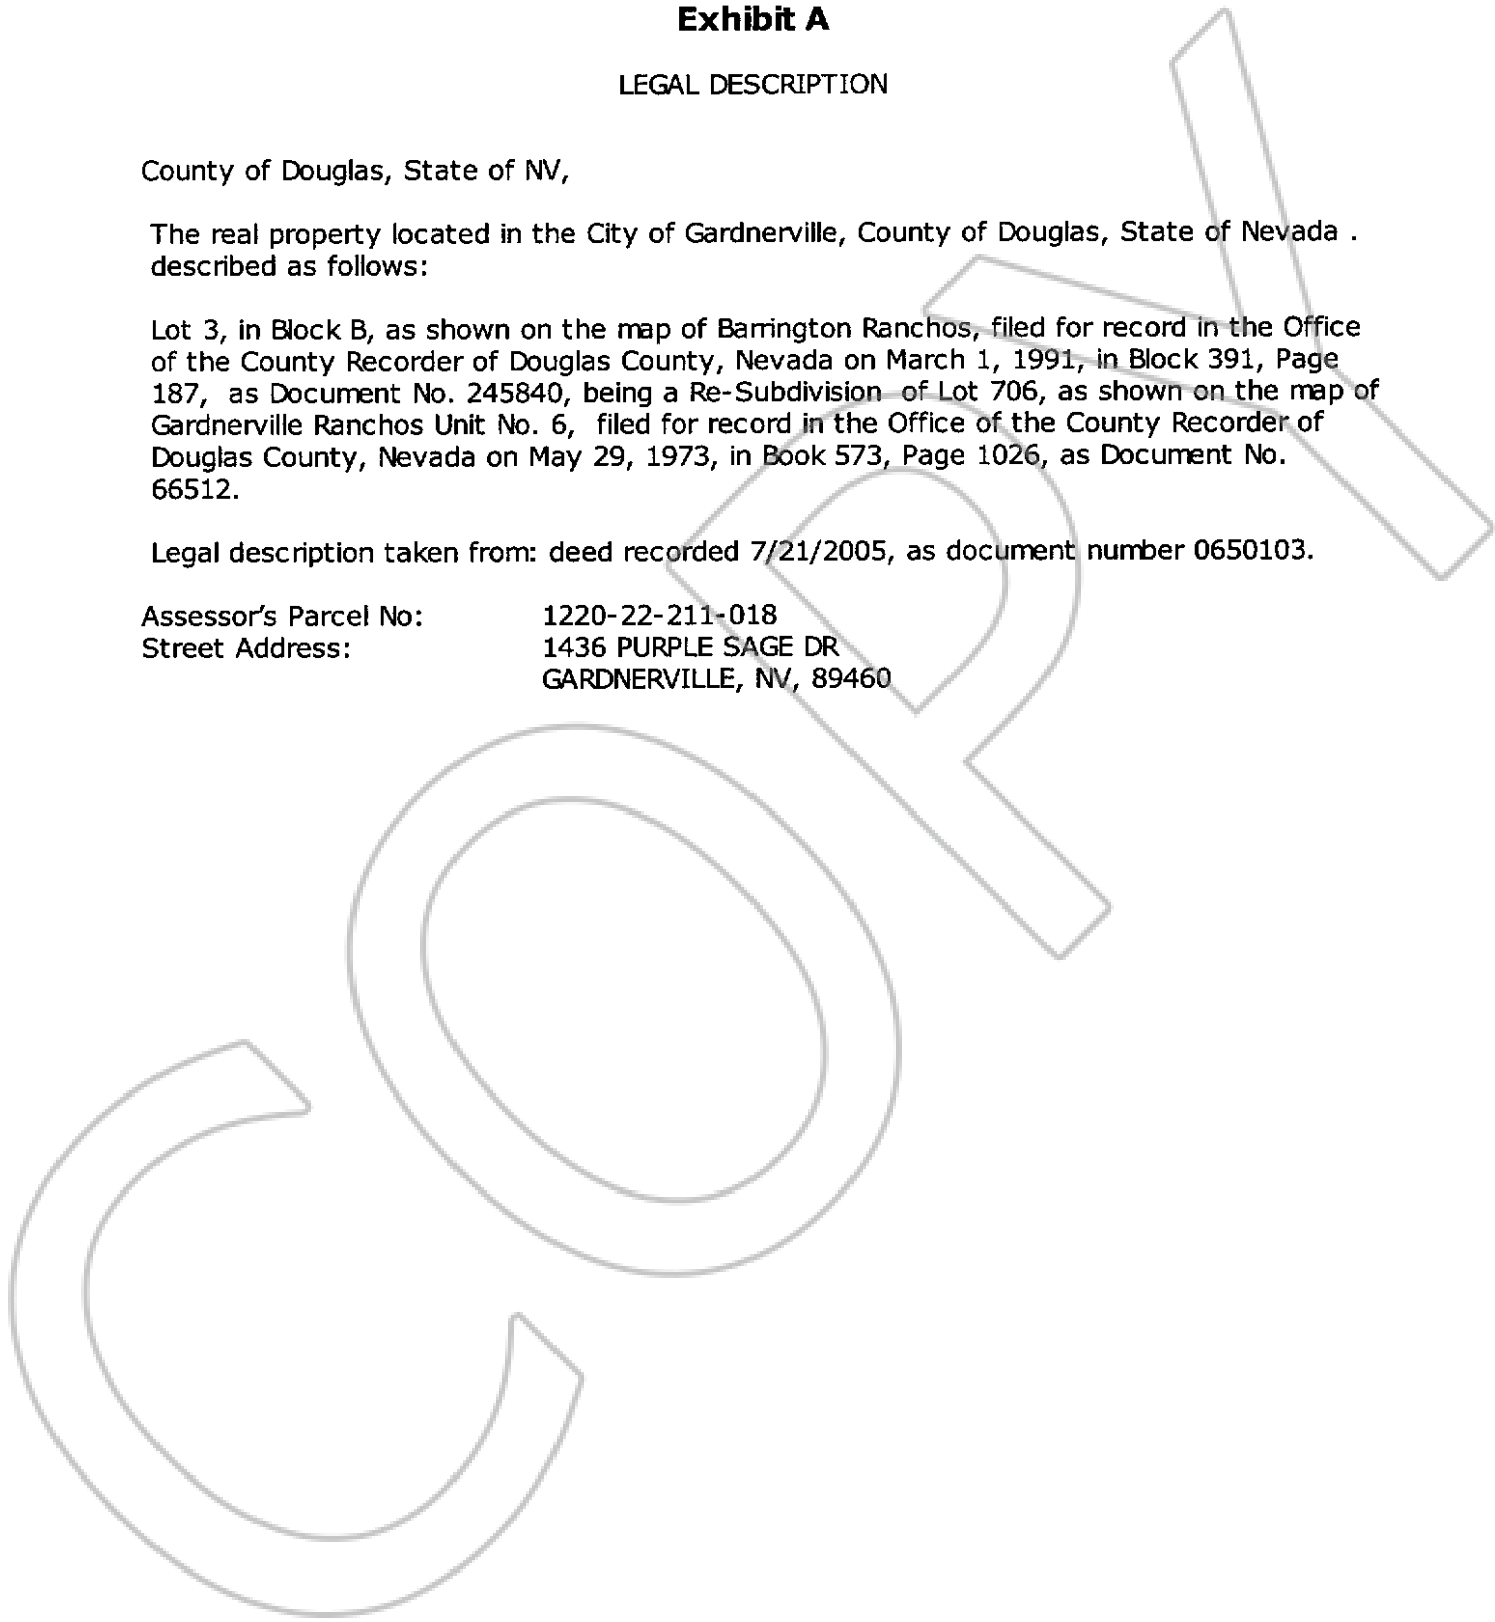 Exhibit A
LEGAL DESCRIPTION
County of Douglas, State of NV,
The real property located in the City of Gardnerville, County of Douglas, State of Nevada .
described as follows:
Lot 3, in Block B, as shown on the map of Barrington Ranchos, filed for record in the Office
of the County Recorder of Douglas County, Nevada on March 1, 1991, in Block 391, Page
187, as Document No. 245840, being a Re-Subdivision of Lot 706, as shown on the map of
Gardnerville Ranchos Unit No. 6, filed for record in the Office of the County Recorder of
Douglas County, Nevada on May 29, 1973, in Book 573, Page 1026, as Document No.
66512.
Legal description taken from: deed recorded 7/21/2005, as document number 0650103.
Assessor's Parcel No: 1220-22-211-018
Street Address: 1436 PURPLE SAGE DR
GARDNERVILLE, NV, 89460
COPY